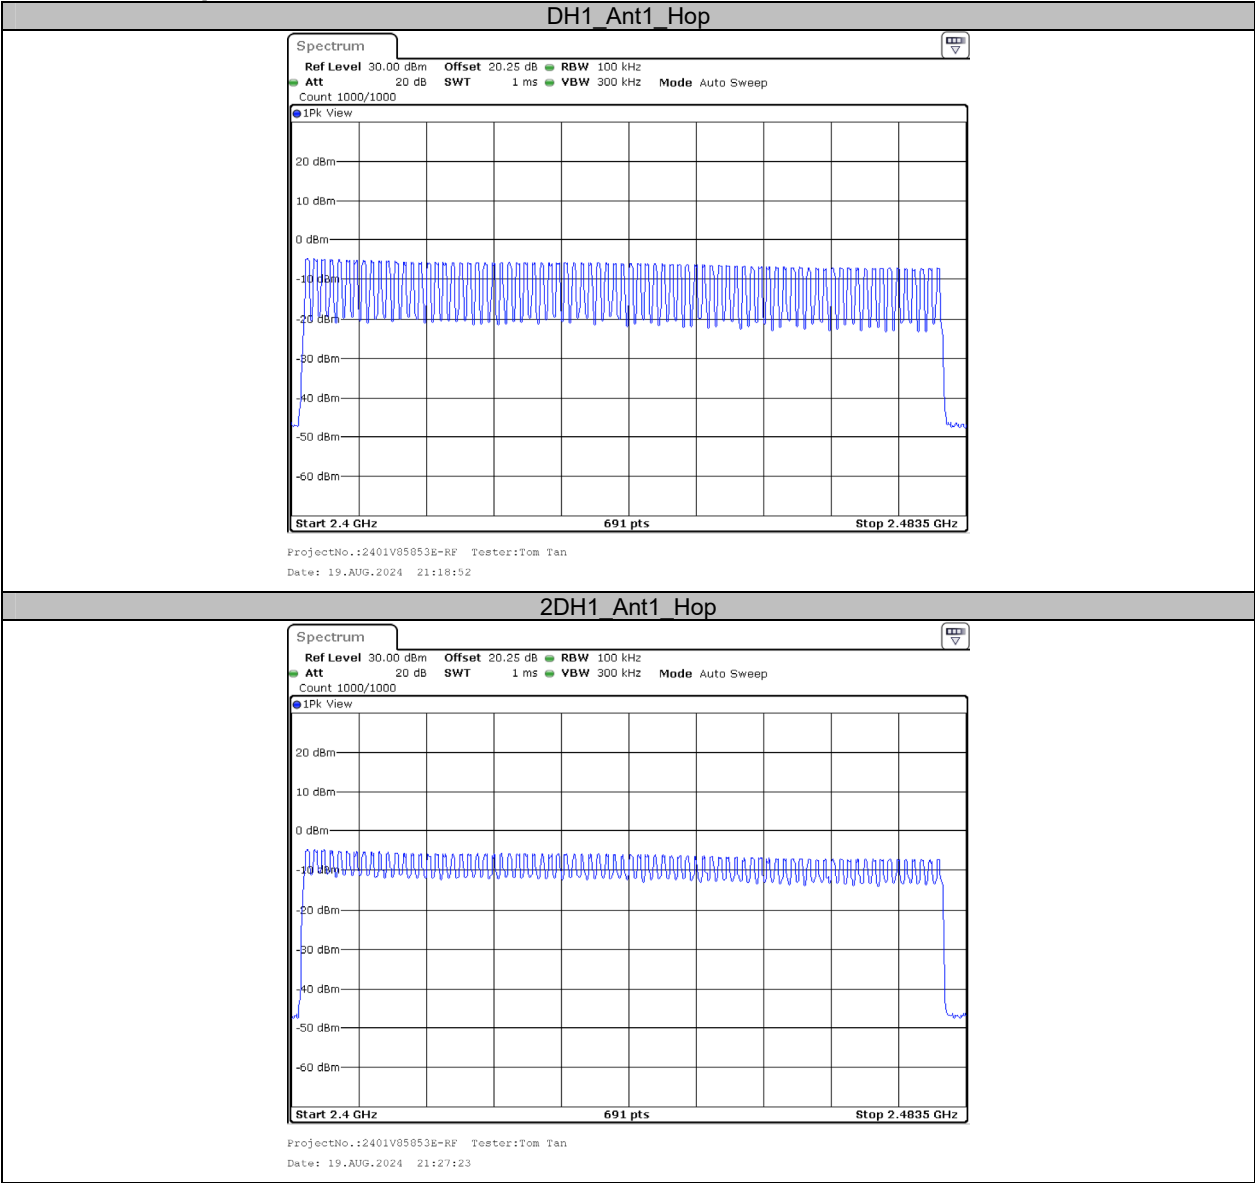 DH1_Ant1_Hop
Spectrum
Ref Level 30.00 dBm Offset 20.25 dB RBW 100 kHz
Att 20 dB SWT 1 ms VBW 300 kHz Mode Auto Sweep
Count 1000/1000
1Pk View
20 dBm
10 dBm
0 dBm
-10 dBm
-20 dBm
-30 dBm
-40 dBm
-50 dBm
-60 dBm
Start 2.4 GHz 691 pts Stop 2.4835 GHz
ProjectNo.:2401V85853E-RF Tester:Tom Tan
Date: 19.AUG.2024 21:18:52
2DH1_Ant1_Hop
Spectrum
Ref Level 30.00 dBm Offset 20.25 dB RBW 100 kHz
Att 20 dB SWT 1 ms VBW 300 kHz Mode Auto Sweep
Count 1000/1000
1Pk View
20 dBm
10 dBm
0 dBm
-10 dBm
-20 dBm
-30 dBm
-40 dBm
-50 dBm
-60 dBm
Start 2.4 GHz 691 pts Stop 2.4835 GHz
ProjectNo.:2401V85853E-RF Tester:Tom Tan
Date: 19.AUG.2024 21:27:23